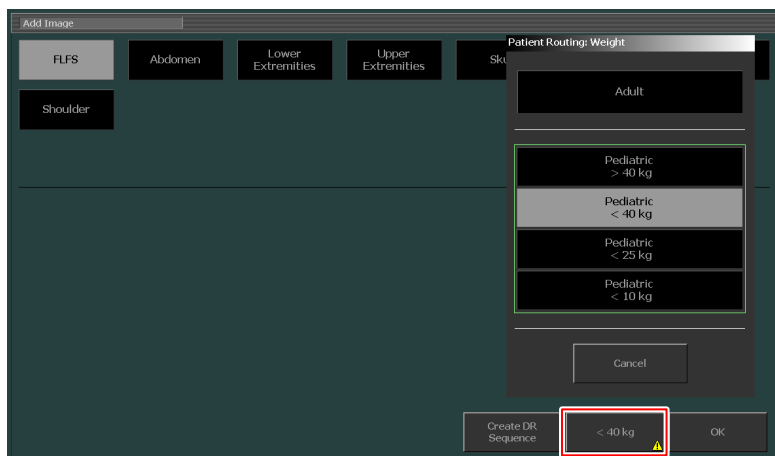 Add Image
Patient Routing: Weight
FLFS
Abdomen
Lower
Extremities
Upper
Extremities
Adult
Shoulder
Pediatric
> 40 kg
Pediatric
< 40 kg
Pediatric
< 25 kg
Pediatric
< 10 kg
Cancel
Create DR
Sequence
< 40 kg
OK